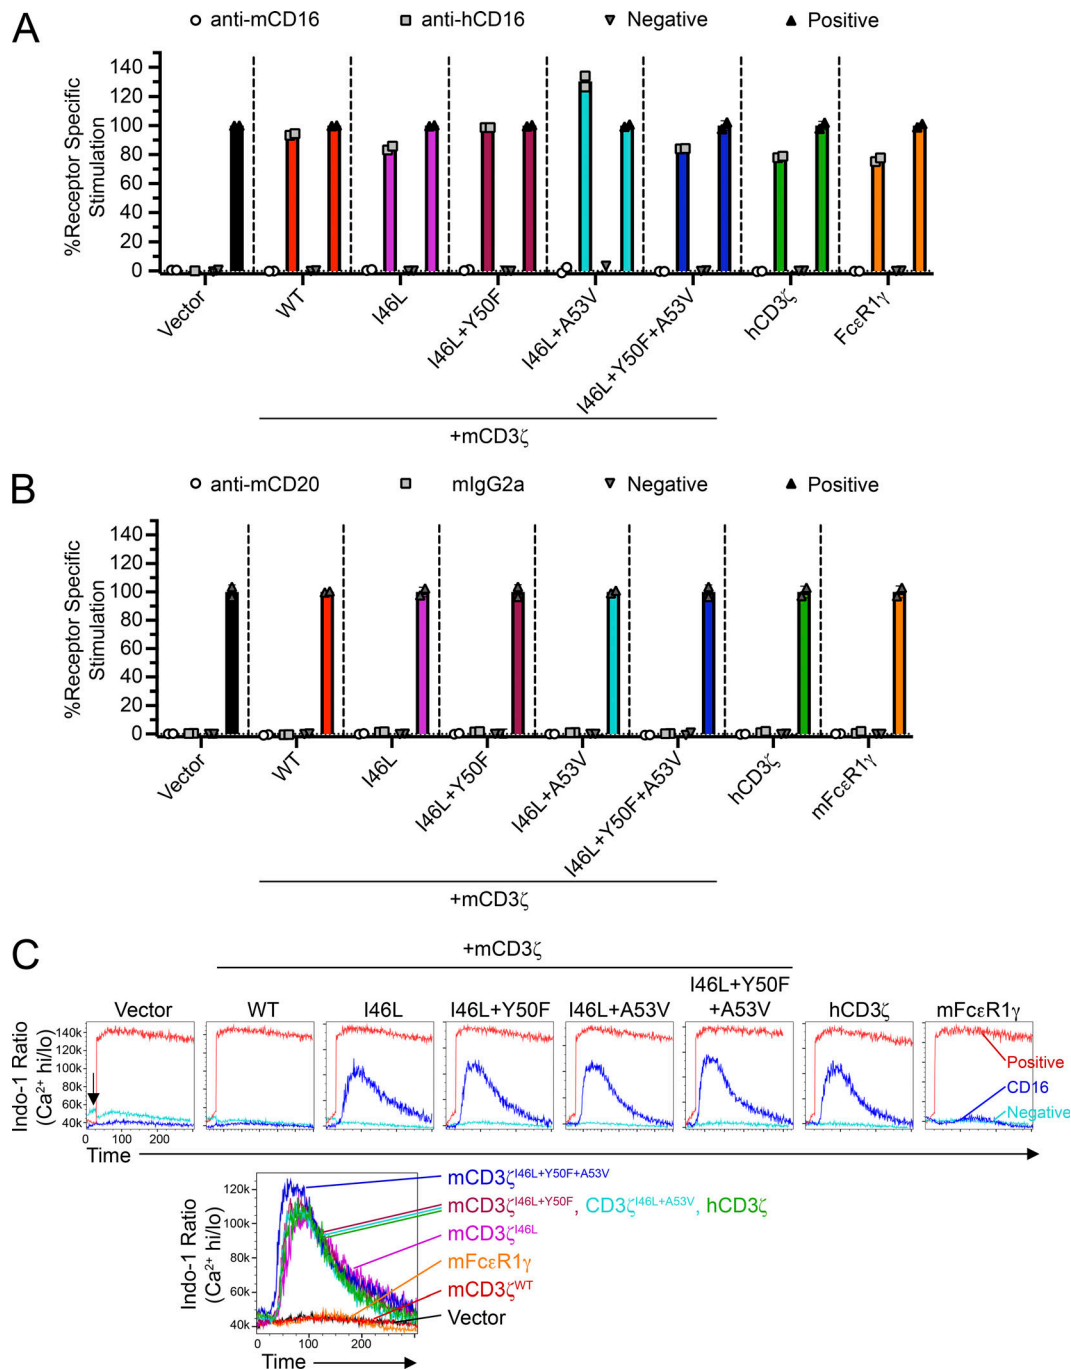 A
anti-mCD16 anti-hCD16 Negative Positive
%Receptor Specific
Stimulation
140
120
100
80
60
40
20
0
Vector WT I46L I46L+Y50F I46L+A53V I46L+Y50F+A53V hCD3ζ FcεR1γ
+mCD3ζ
B
anti-mCD20 mIgG2a Negative Positive
%Receptor Specific
Stimulation
140
120
100
80
60
40
20
0
Vector WT I46L I46L+Y50F I46L+A53V I46L+Y50F+A53V hCD3ζ mFcεR1γ
+mCD3ζ
C
+mCD3ζ
Vector WT I46L I46L+Y50F I46L+A53V I46L+Y50F
+A53V hCD3ζ mFcεR1γ
Indo-1 Ratio
(Ca²⁺ hi/lo)
140k
120k
100k
80k
60k
40k
0 100 200
Positive
CD16
Negative
Time
Indo-1 Ratio
(Ca²⁺ hi/lo)
120k
100k
80k
60k
40k
0 100 200
mCD3ζI46L+Y50F+A53V
mCD3ζI46L+Y50F, CD3ζI46L+A53V, hCD3ζ
mCD3ζI46L
mFcεR1γ
mCD3ζWT
Vector
Time